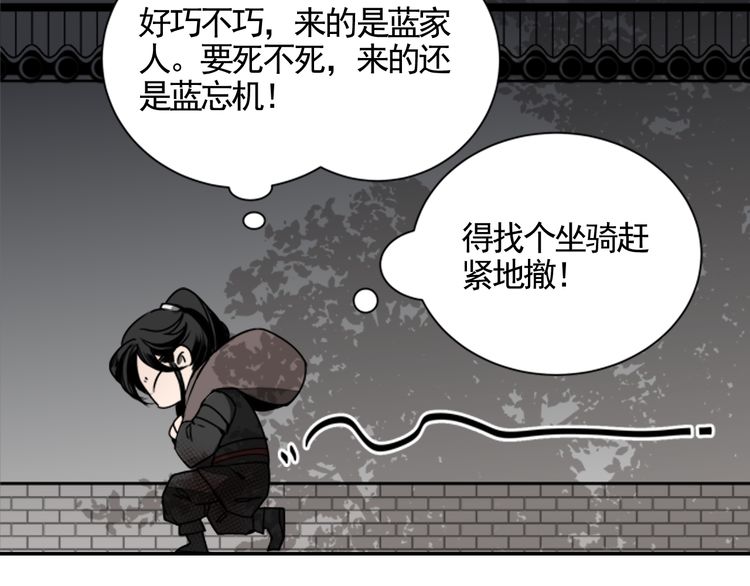 好巧不巧，来的是蓝家
人。要死不死，来的还
是蓝忘机！
得找个坐骑赶
紧地撤！